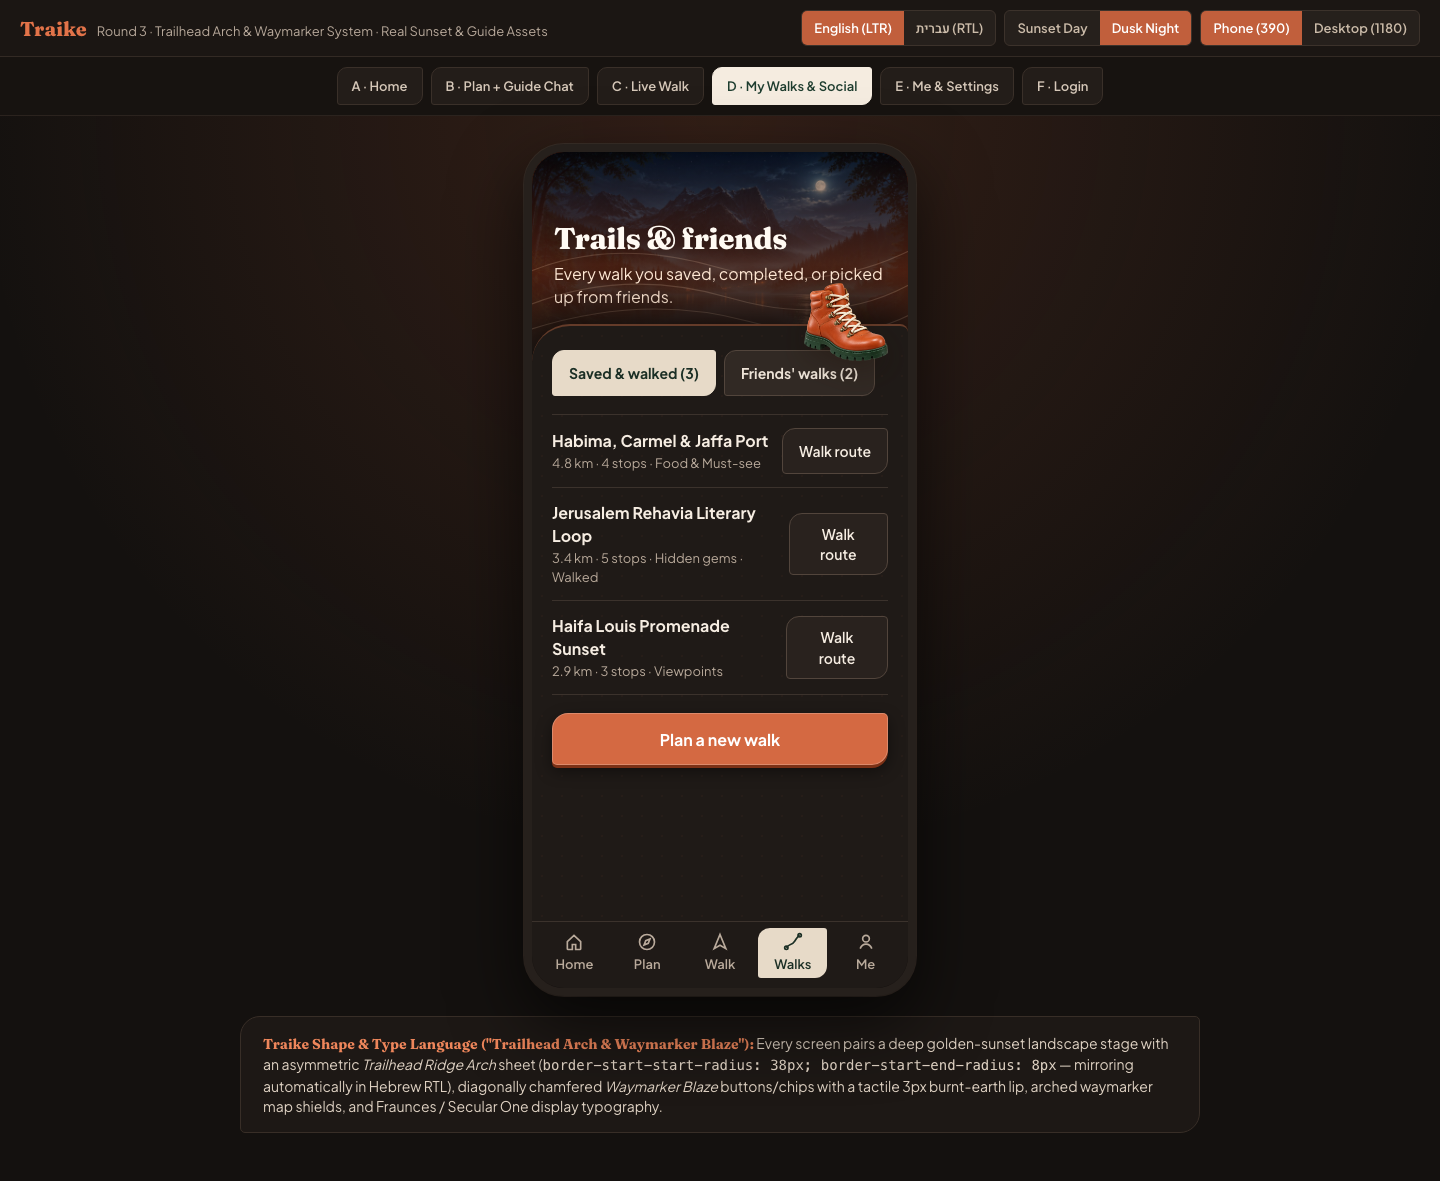 Traike Round 3 · Trailhead Arch & Waymarker System · Real Sunset & Guide Assets
English (LTR) עברית (RTL) Sunset Day Dusk Night Phone (390) Desktop (1180)
A · Home B · Plan + Guide Chat C · Live Walk D · My Walks & Social E · Me & Settings F · Login
Trails & friends
Every walk you saved, completed, or picked
up from friends.
Saved & walked (3) Friends' walks (2)
Habima, Carmel & Jaffa Port
4.8 km · 4 stops · Food & Must-see
Walk route
Jerusalem Rehavia Literary
Loop
3.4 km · 5 stops · Hidden gems ·
Walked
Walk
route
Haifa Louis Promenade
Sunset
2.9 km · 3 stops · Viewpoints
Walk
route
Plan a new walk
Home Plan Walk Walks Me
Traike Shape & Type Language ("Trailhead Arch & Waymarker Blaze"): Every screen pairs a deep golden-sunset landscape stage with
an asymmetric Trailhead Ridge Arch sheet (border-start-start-radius: 38px; border-start-end-radius: 8px — mirroring
automatically in Hebrew RTL), diagonally chamfered Waymarker Blaze buttons/chips with a tactile 3px burnt-earth lip, arched waymarker
map shields, and Fraunces / Secular One display typography.